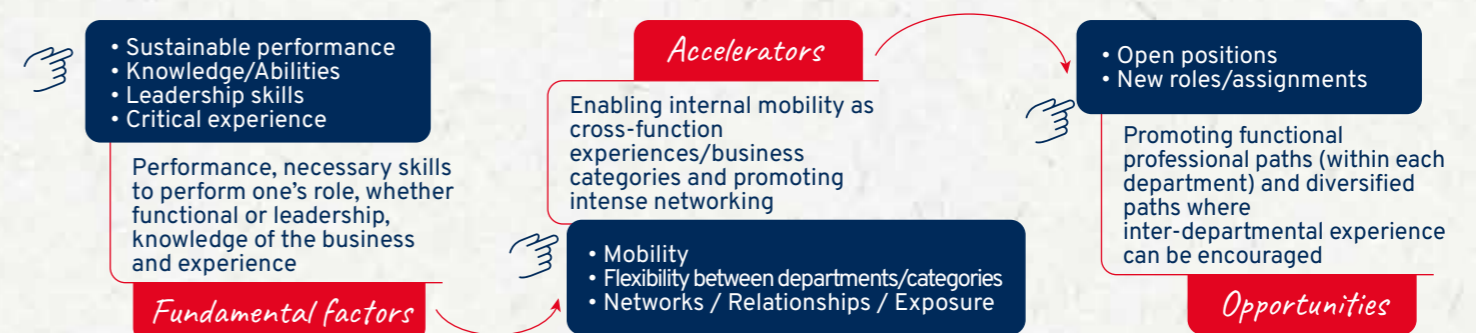 • Sustainable performance
• Knowledge/Abilities
• Leadership skills
• Critical experience
Performance, necessary skills
to perform one’s role, whether
functional or leadership,
knowledge of the business
and experience
Fundamental factors
Accelerators
Enabling internal mobility as
cross-function
experiences/business
categories and promoting
intense networking
• Mobility
• Flexibility between departments/categories
• Networks / Relationships / Exposure
• Open positions
• New roles/assignments
Promoting functional
professional paths (within each
department) and diversified
paths where
inter-departmental experience
can be encouraged
Opportunities